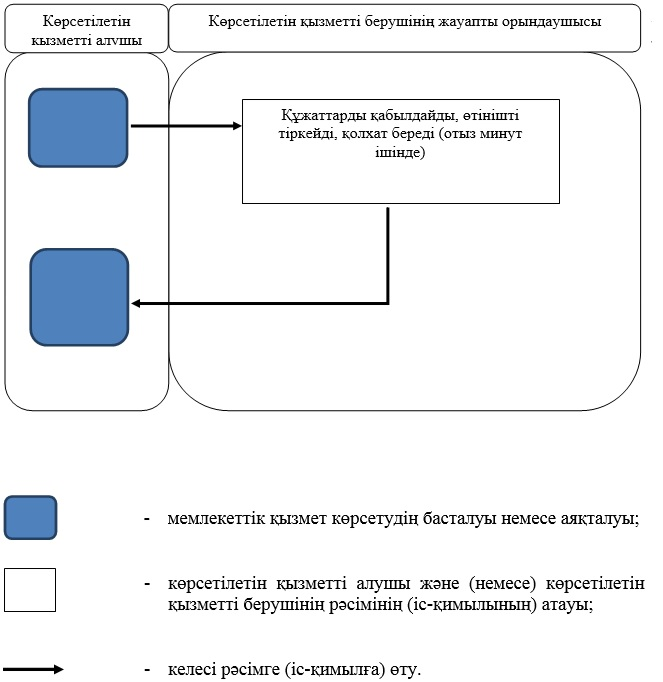 Көрсетілетін
қызметті алушы
Көрсетілетін қызметті берушінің жауапты орындаушысы
Құжаттарды қабылдайды, өтінішті
тіркейді, қолхат береді (отыз минут
ішінде)
- мемлекеттік қызмет көрсетудің басталуы немесе аяқталуы;
- көрсетілетін қызметті алушы және (немесе) көрсетілетін
қызметті берушінің рәсімінің (іс-қимылының) атауы;
- келесі рәсімге (іс-қимылға) өту.